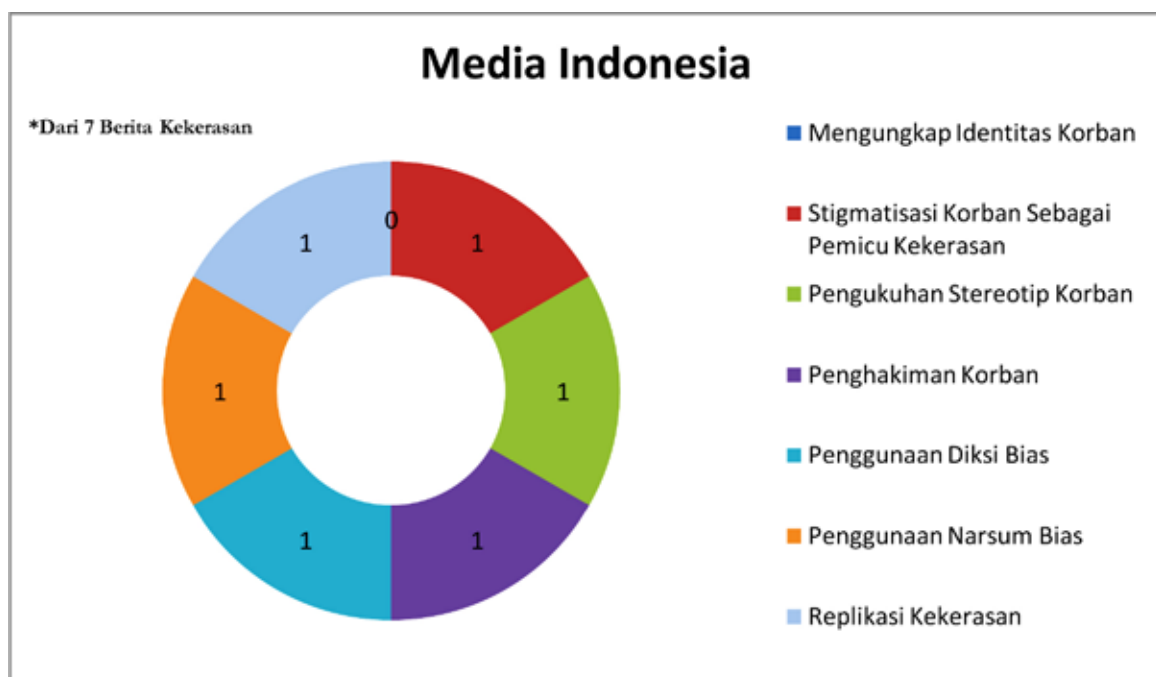 Media Indonesia
*Dari 7 Berita Kekerasan
0
1
1
1
1
1
1
Mengungkap Identitas Korban
Stigmatisasi Korban Sebagai
Pemicu Kekerasan
Pengukuhan Stereotip Korban
Penghakiman Korban
Penggunaan Diksi Bias
Penggunaan Narsum Bias
Replikasi Kekerasan